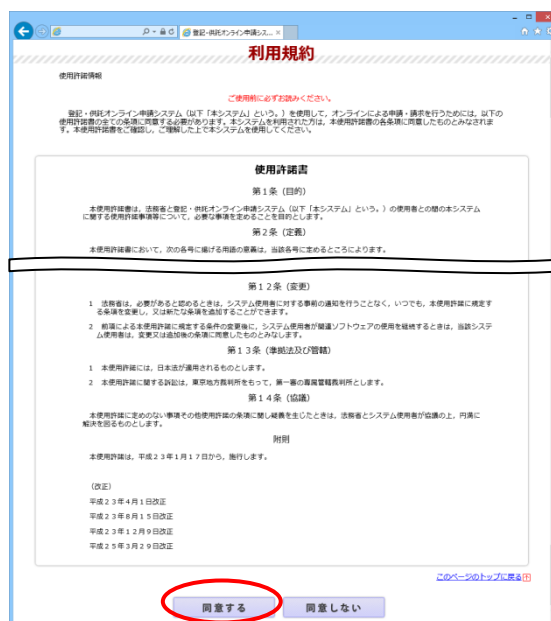 登記・供託オンライン申請シス...
利用規約
使用許諾情報
ご使用前に必ずお読みください。
登記・供託オンライン申請システム（以下「本システム」という。）を使用して，オンラインによる申請・請求を行うためには，以下の
使用許諾書の全ての条項に同意する必要があります。本システムを利用された方は，本使用許諾書の各条項に同意したものとみなされま
す。本使用許諾書をご確認し，ご理解した上で本システムを使用してください。
使用許諾書
第１条（目的）
本使用許諾書は，法務省と登記・供託オンライン申請システム（以下「本システム」という。）の使用者との間の本システム
に関する使用許諾事項等について，必要な事項を定めることを目的とします。
第２条（定義）
本使用許諾書において，次の各号に掲げる用語の意義は，当該各号に定めるところによります。
第１２条（変更）
１　法務省は，必要があると認めるときは，システム使用者に対する事前の通知を行うことなく，いつでも，本使用許諾に規定す
る条項を変更し，又は新たな条項を追加することができます。
２　前項による本使用許諾に規定する条件の変更後に，システム使用者が関連ソフトウェアの使用を継続するときは，当該システ
ム使用者は，変更又は追加後の条項に同意したものとみなします。
第１３条（準拠法及び管轄）
１　本使用許諾には，日本法が適用されるものとします。
２　本使用許諾に関する訴訟は，東京地方裁判所をもって，第一審の専属管轄裁判所とします。
第１４条（協議）
本使用許諾に定めのない事項その他使用許諾の条項に関し疑義を生じたときは，法務省とシステム使用者が協議の上，円満に
解決を図るものとします。
附則
本使用許諾は，平成２３年１月１７日から，施行します。
（改正）
平成２３年４月１日改正
平成２３年８月１５日改正
平成２３年１２月９日改正
平成２５年３月２９日改正
このページのトップに戻る
同意する　同意しない